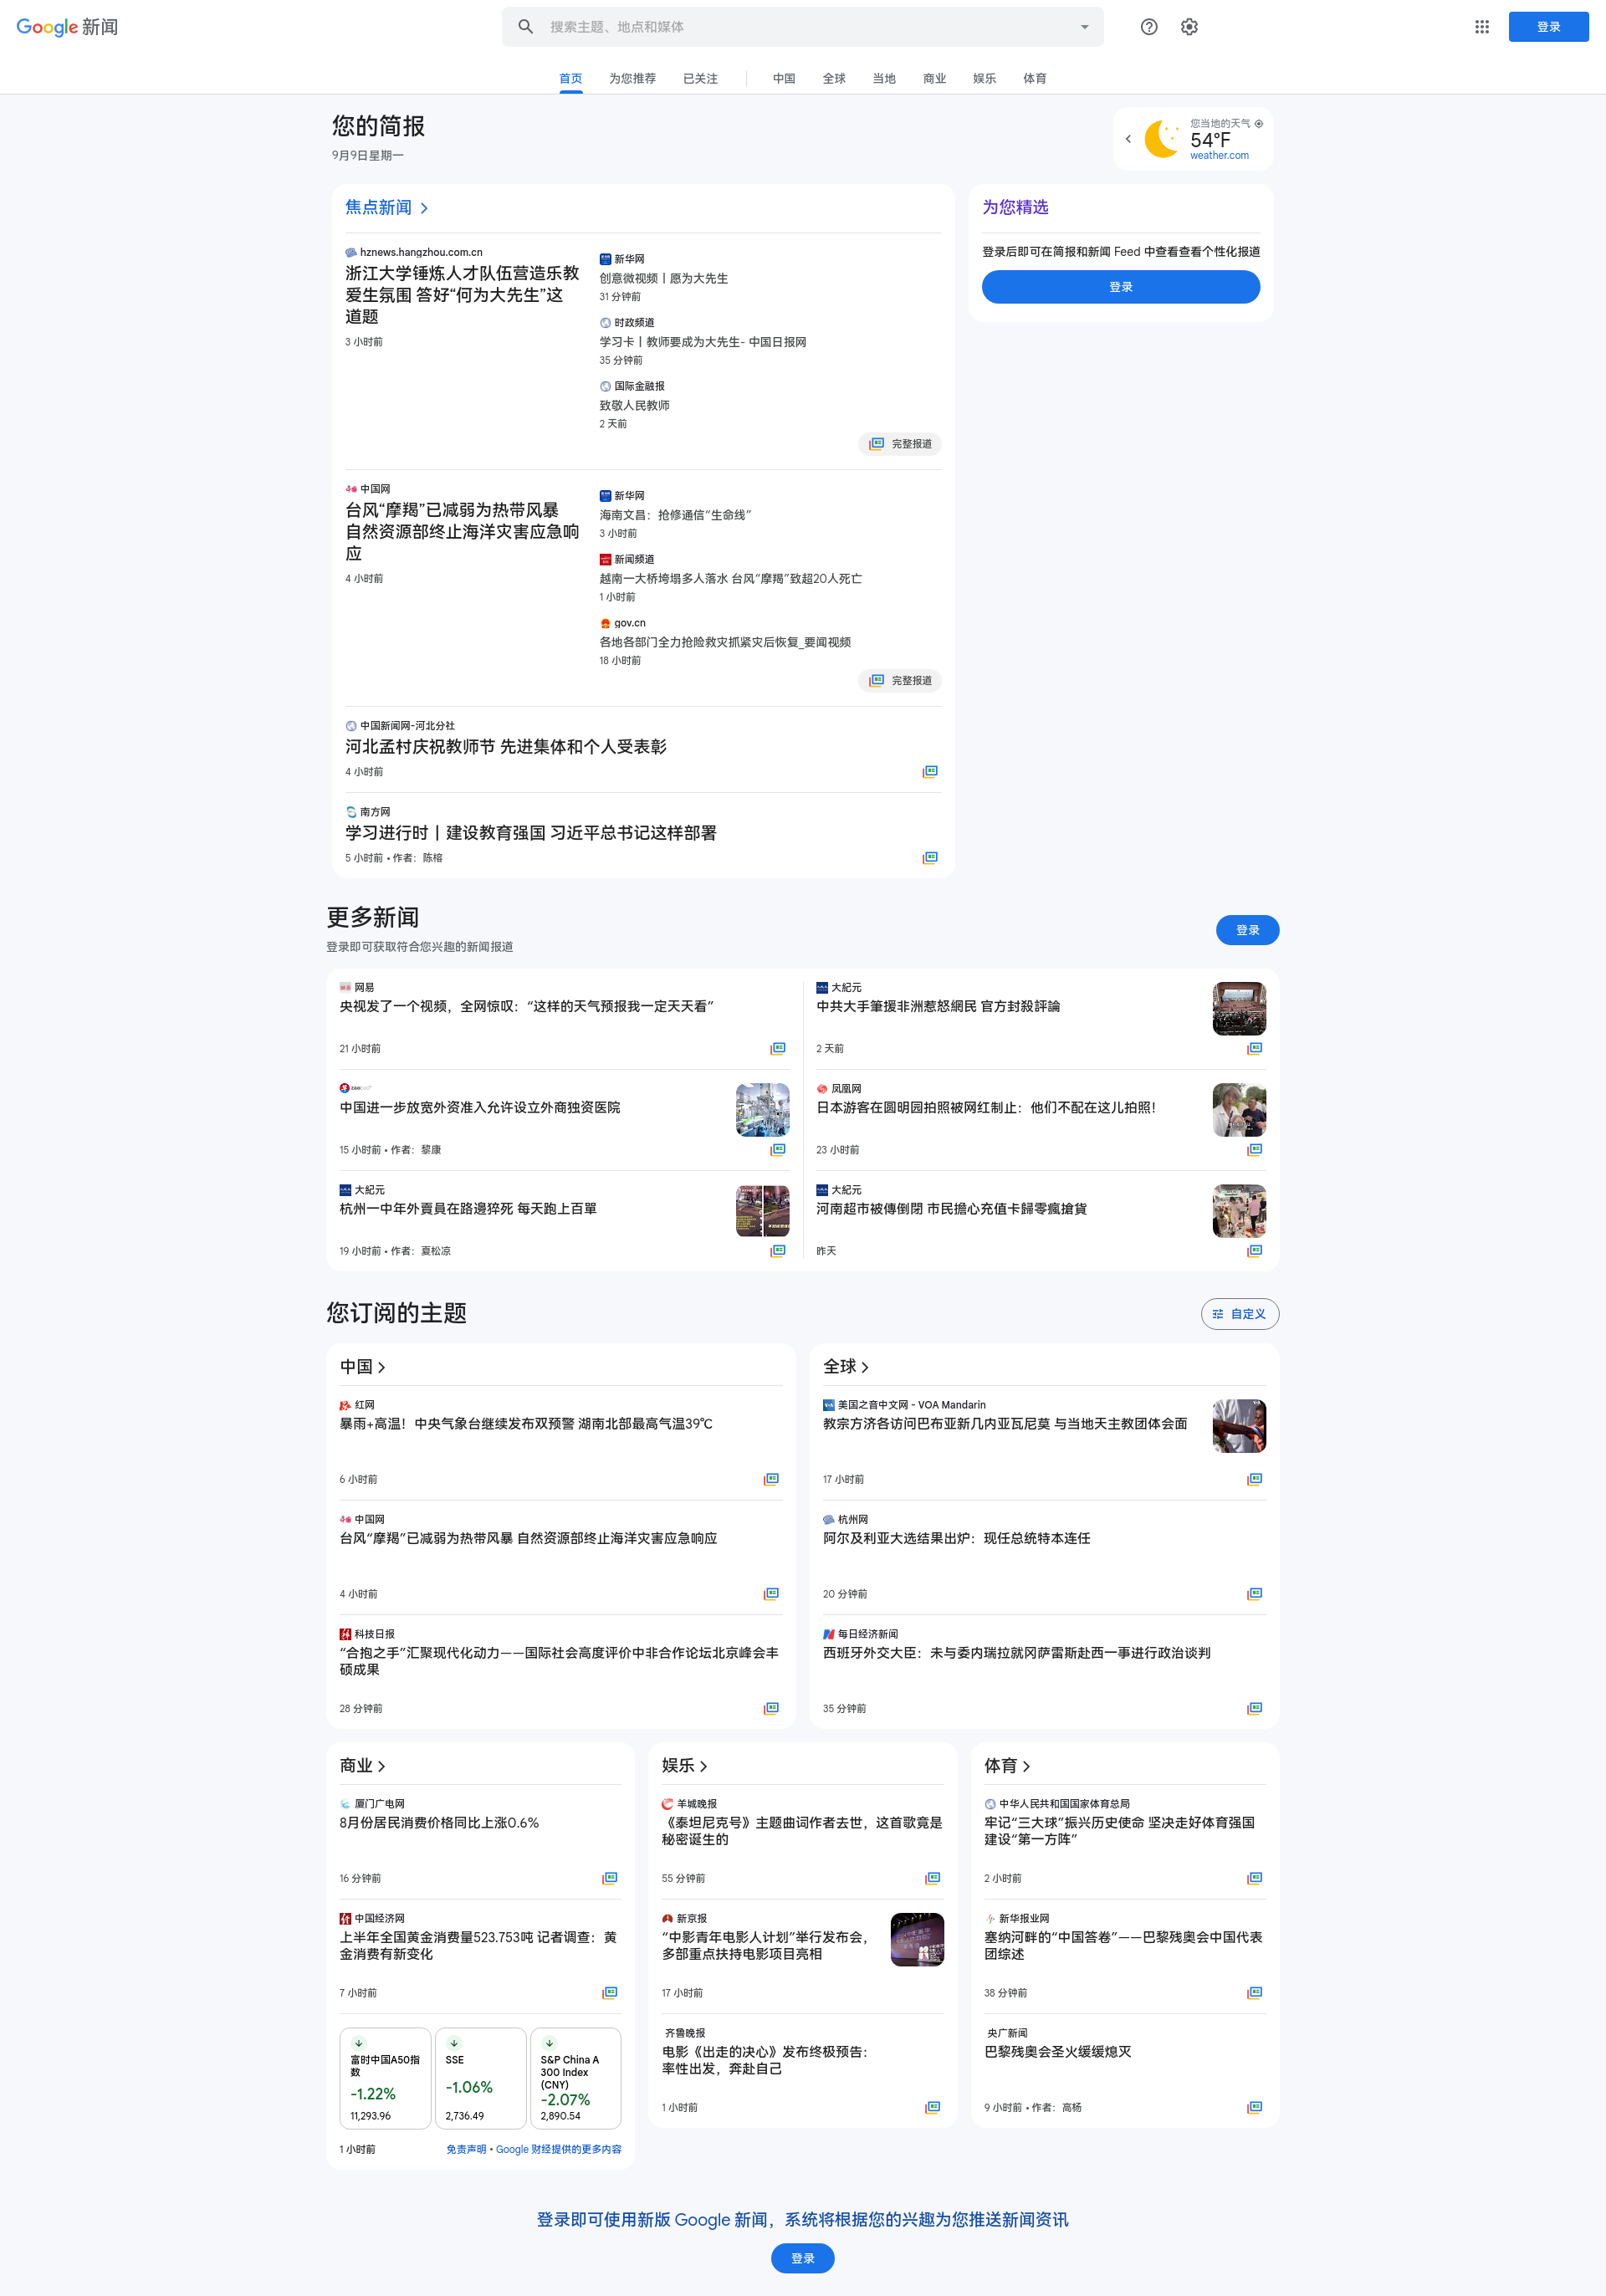 Google 新闻
搜索主题、地点和媒体
登录
首页
为您推荐
已关注
中国
全球
当地
商业
娱乐
体育
您的简报
9月9日星期一
您当地的天气
54°F
weather.com
焦点新闻
hznews.hangzhou.com.cn
浙江大学锤炼人才队伍营造乐教
爱生氛围 答好“何为大先生”这
道题
3 小时前
新华网
创意微视频丨愿为大先生
31 分钟前
时政频道
学习卡丨教师要成为大先生- 中国日报网
35 分钟前
国际金融报
致敬人民教师
2 天前
完整报道
中国网
台风“摩羯”已减弱为热带风暴
自然资源部终止海洋灾害应急响
应
4 小时前
新华网
海南文昌：抢修通信“生命线”
3 小时前
新闻频道
越南一大桥垮塌多人落水 台风“摩羯”致超20人死亡
1 小时前
gov.cn
各地各部门全力抢险救灾抓紧灾后恢复_要闻视频
18 小时前
完整报道
中国新闻网-河北分社
河北孟村庆祝教师节 先进集体和个人受表彰
4 小时前
南方网
学习进行时丨建设教育强国 习近平总书记这样部署
5 小时前 • 作者：陈榕
为您精选
登录后即可在简报和新闻 Feed 中查看查看个性化报道
登录
更多新闻
登录即可获取符合您兴趣的新闻报道
登录
网易
央视发了一个视频，全网惊叹：“这样的天气预报我一定天天看”
21 小时前
大紀元
中共大手筆援非洲惹怒網民 官方封殺評論
2 天前
中国进一步放宽外资准入允许设立外商独资医院
15 小时前 • 作者：黎康
凤凰网
日本游客在圆明园拍照被网红制止：他们不配在这儿拍照！
23 小时前
大紀元
杭州一中年外賣員在路邊猝死 每天跑上百單
19 小时前 • 作者：夏松凉
大紀元
河南超市被傳倒閉 市民擔心充值卡歸零瘋搶貨
昨天
您订阅的主题
自定义
中国
红网
暴雨+高温！中央气象台继续发布双预警 湖南北部最高气温39℃
6 小时前
中国网
台风“摩羯”已减弱为热带风暴 自然资源部终止海洋灾害应急响应
4 小时前
科技日报
“合抱之手”汇聚现代化动力——国际社会高度评价中非合作论坛北京峰会丰
硕成果
28 分钟前
全球
美国之音中文网 - VOA Mandarin
教宗方济各访问巴布亚新几内亚瓦尼莫 与当地天主教团体会面
17 小时前
杭州网
阿尔及利亚大选结果出炉：现任总统特本连任
20 分钟前
每日经济新闻
西班牙外交大臣：未与委内瑞拉就冈萨雷斯赴西一事进行政治谈判
35 分钟前
商业
厦门广电网
8月份居民消费价格同比上涨0.6%
16 分钟前
中国经济网
上半年全国黄金消费量523.753吨 记者调查：黄
金消费有新变化
7 小时前
富时中国A50指
数
-1.22%
11,293.96
SSE
-1.06%
2,736.49
S&P China A
300 Index
(CNY)
-2.07%
2,890.54
1 小时前
免责声明 • Google 财经提供的更多内容
娱乐
羊城晚报
《泰坦尼克号》主题曲词作者去世，这首歌竟是
秘密诞生的
55 分钟前
新京报
“中影青年电影人计划”举行发布会，
多部重点扶持电影项目亮相
17 小时前
齐鲁晚报
电影《出走的决心》发布终极预告：
率性出发，奔赴自己
1 小时前
体育
中华人民共和国国家体育总局
牢记“三大球”振兴历史使命 坚决走好体育强国
建设“第一方阵”
2 小时前
新华报业网
塞纳河畔的“中国答卷”——巴黎残奥会中国代表
团综述
38 分钟前
央广新闻
巴黎残奥会圣火缓缓熄灭
9 小时前 • 作者：高杨
登录即可使用新版 Google 新闻，系统将根据您的兴趣为您推送新闻资讯
登录